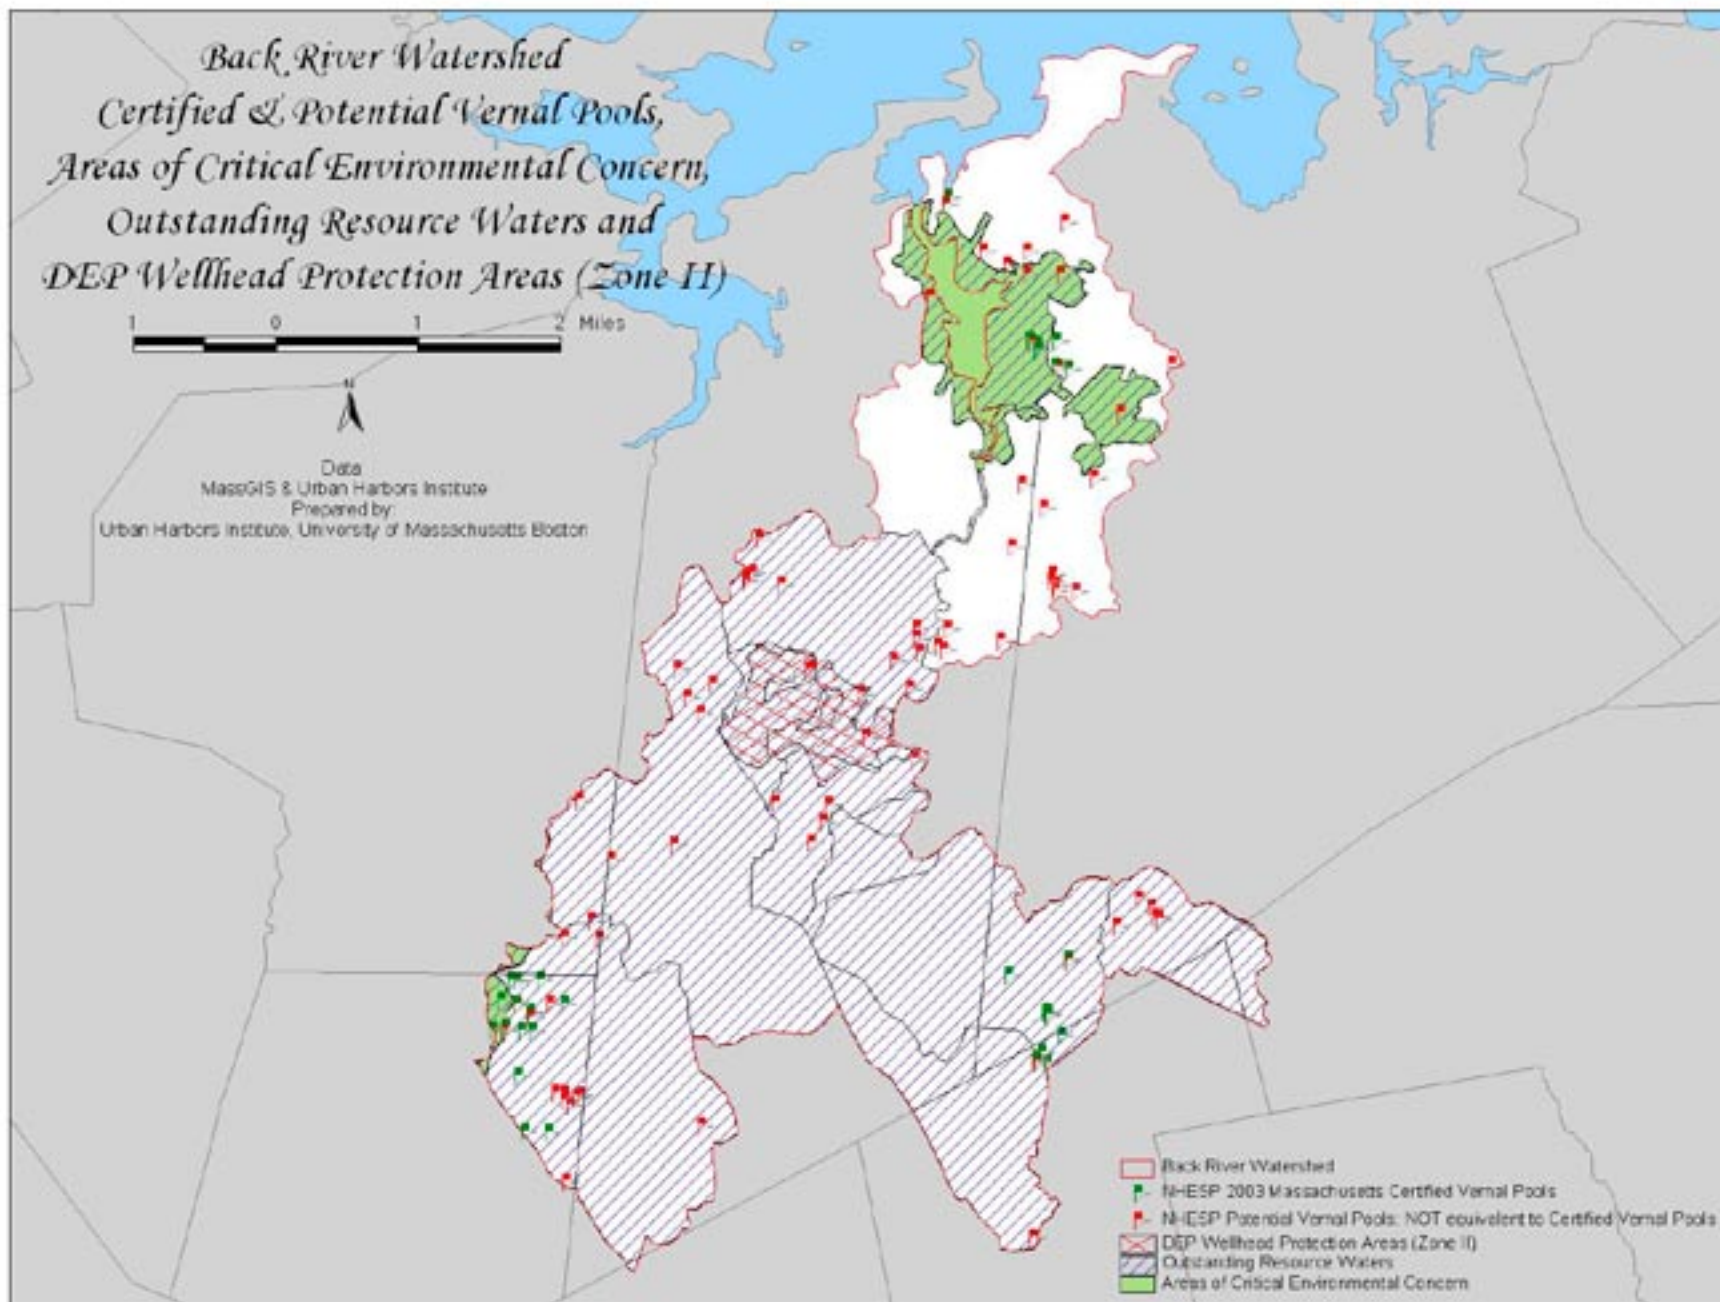 Back River Watershed
Certified & Potential Vernal Pools,
Areas of Critical Environmental Concern,
Outstanding Resource Waters and
DEP Wellhead Protection Areas (Zone II)
1 0 1 2 Miles
N
Data
MassGIS & Urban Harbors Institute
Prepared by:
Urban Harbors Institute, University of Massachusetts Boston
Back River Watershed
NHESP 2003 Massachusetts Certified Vernal Pools
NHESP Potential Vernal Pools: NOT equivalent to Certified Vernal Pools
DEP Wellhead Protection Areas (Zone II)
Outstanding Resource Waters
Areas of Critical Environmental Concern